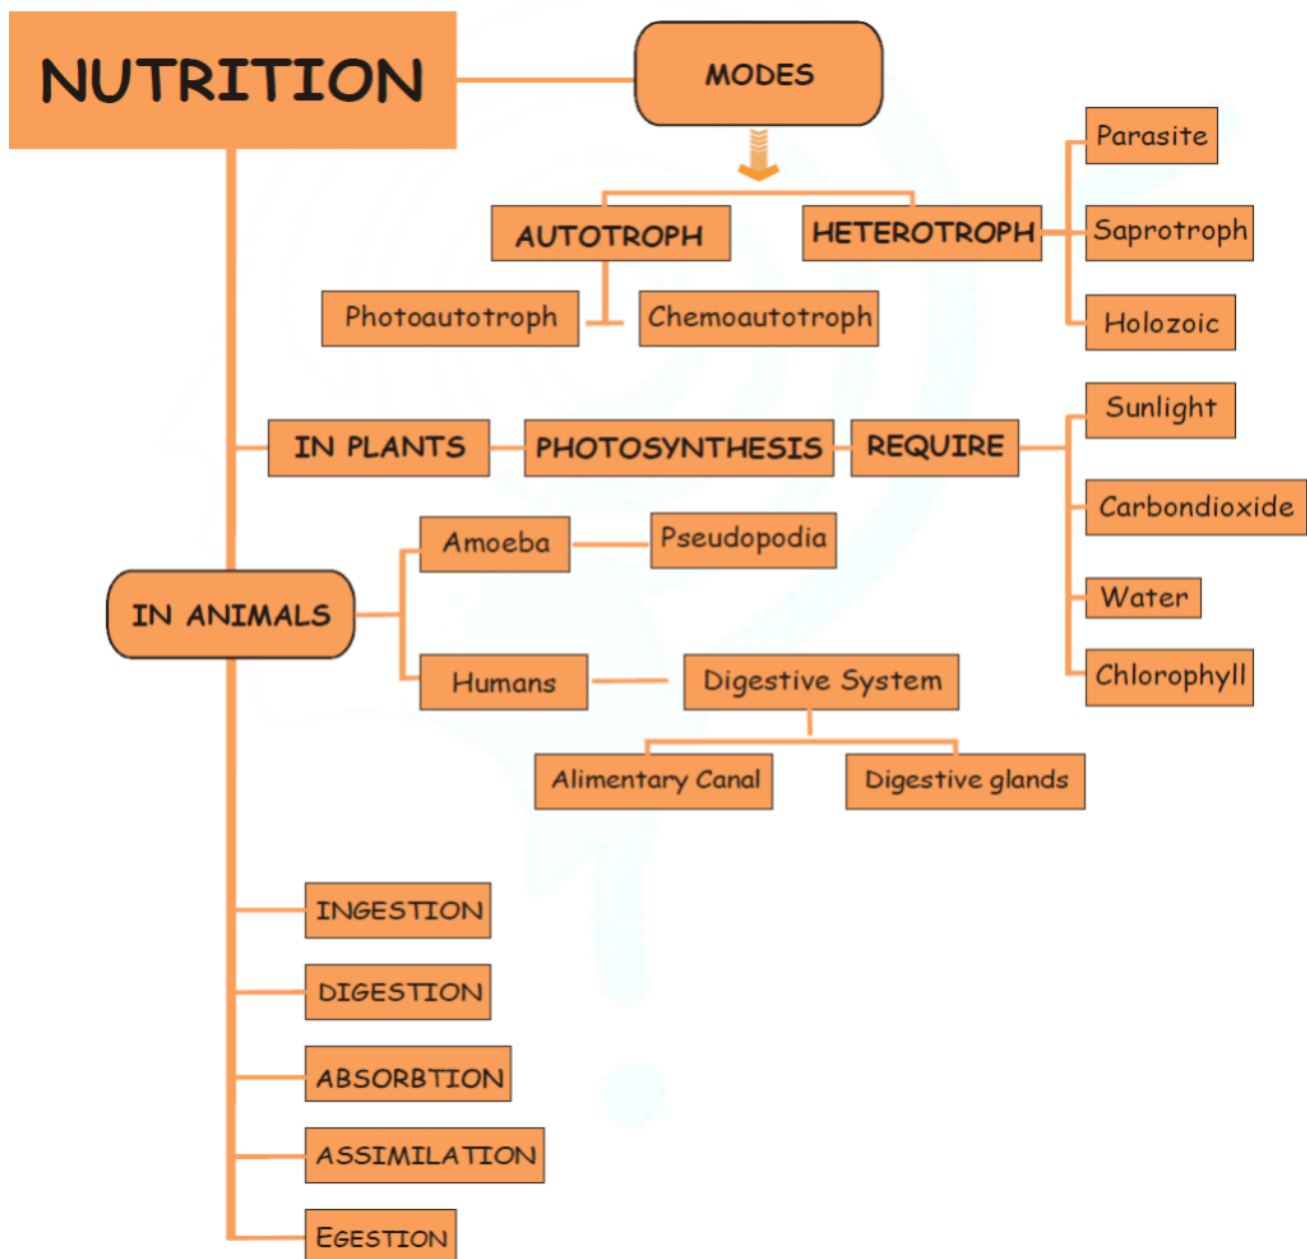 NUTRITION
MODES
AUTOTROPH
HETEROTROPH
Parasite
Saprotroph
Holozoic
Photoautotroph
Chemoautotroph
IN PLANTS
PHOTOSYNTHESIS
REQUIRE
Sunlight
Carbondioxide
Water
Chlorophyll
IN ANIMALS
Amoeba
Pseudopodia
Humans
Digestive System
Alimentary Canal
Digestive glands
INGESTION
DIGESTION
ABSORBTION
ASSIMILATION
EGESTION